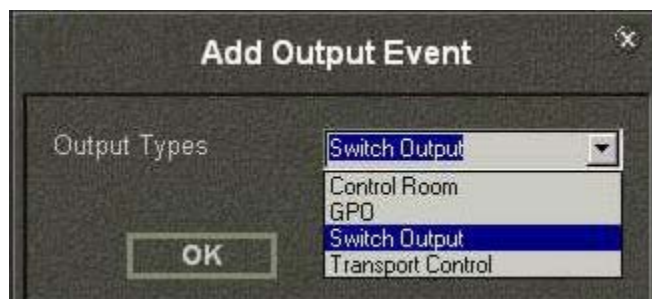 Add Output Event
Output Types
Switch Output
Control Room
GPO
Switch Output
Transport Control
OK